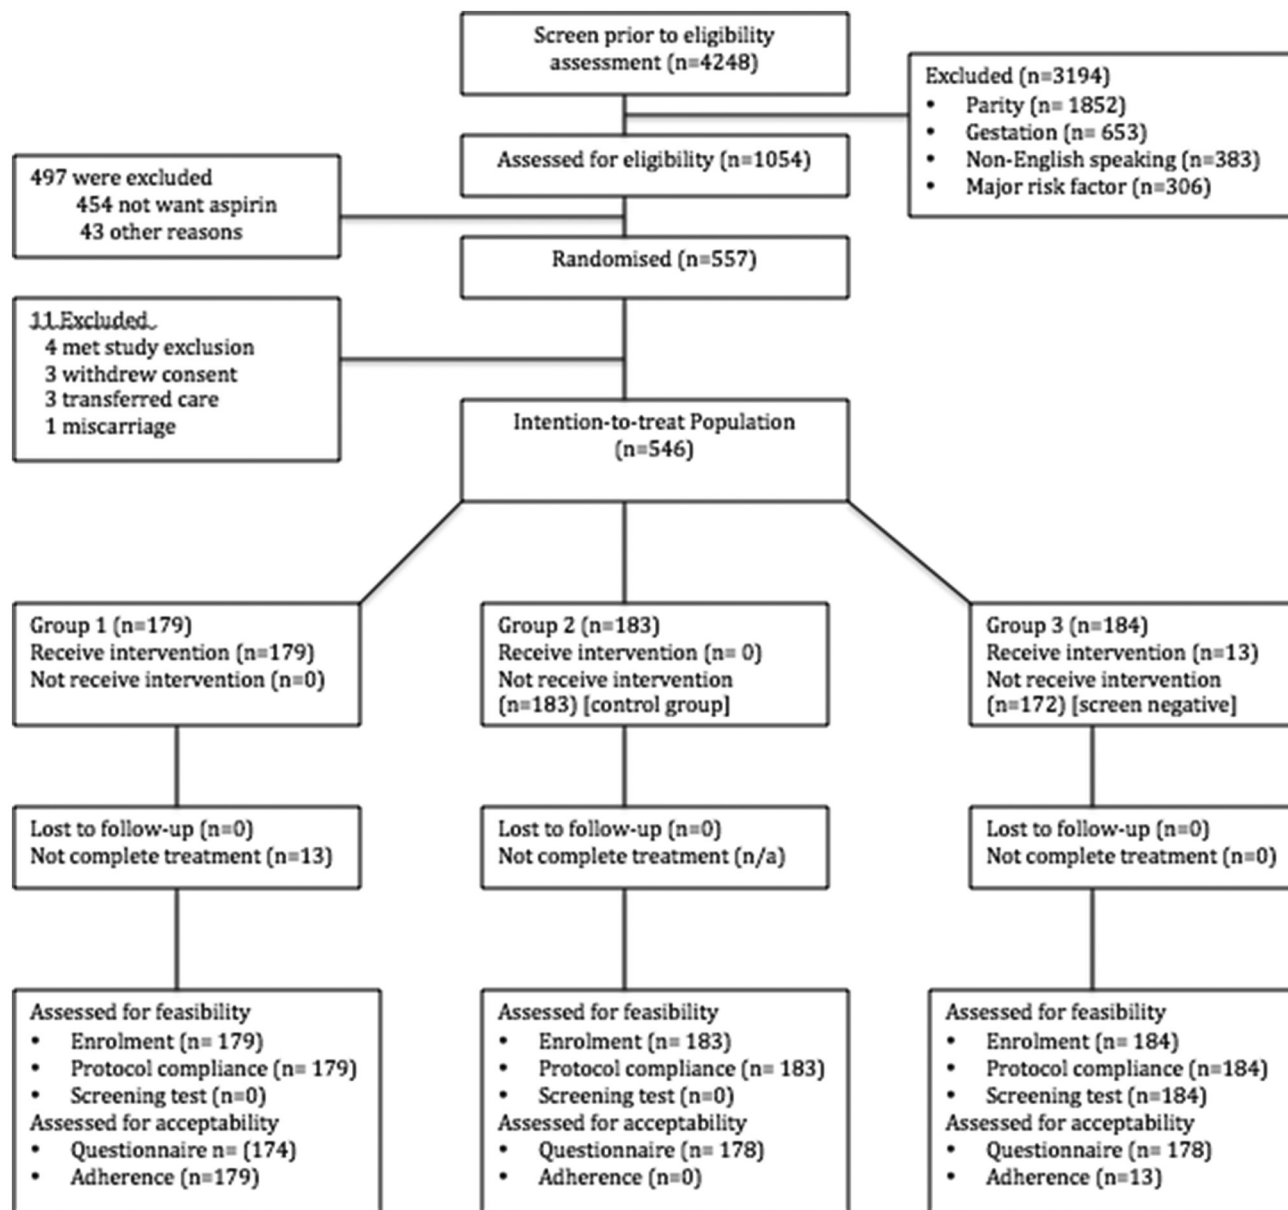 Screen prior to eligibility
assessment (n=4248)
Excluded (n=3194)
• Parity (n= 1852)
• Gestation (n= 653)
• Non-English speaking (n=383)
• Major risk factor (n=306)
Assessed for eligibility (n=1054)
497 were excluded
454 not want aspirin
43 other reasons
Randomised (n=557)
11 Excluded
4 met study exclusion
3 withdrew consent
3 transferred care
1 miscarriage
Intention-to-treat Population
(n=546)
Group 1 (n=179)
Receive intervention (n=179)
Not receive intervention (n=0)
Group 2 (n=183)
Receive intervention (n= 0)
Not receive intervention
(n=183) [control group]
Group 3 (n=184)
Receive intervention (n=13)
Not receive intervention
(n=172) [screen negative]
Lost to follow-up (n=0)
Not complete treatment (n=13)
Lost to follow-up (n=0)
Not complete treatment (n/a)
Lost to follow-up (n=0)
Not complete treatment (n=0)
Assessed for feasibility
• Enrolment (n= 179)
• Protocol compliance (n= 179)
• Screening test (n=0)
Assessed for acceptability
• Questionnaire n= (174)
• Adherence (n=179)
Assessed for feasibility
• Enrolment (n= 183)
• Protocol compliance (n= 183)
• Screening test (n=0)
Assessed for acceptability
• Questionnaire (n= 178)
• Adherence (n=0)
Assessed for feasibility
• Enrolment (n= 184)
• Protocol compliance (n=184)
• Screening test (n=184)
Assessed for acceptability
• Questionnaire (n= 178)
• Adherence (n=13)